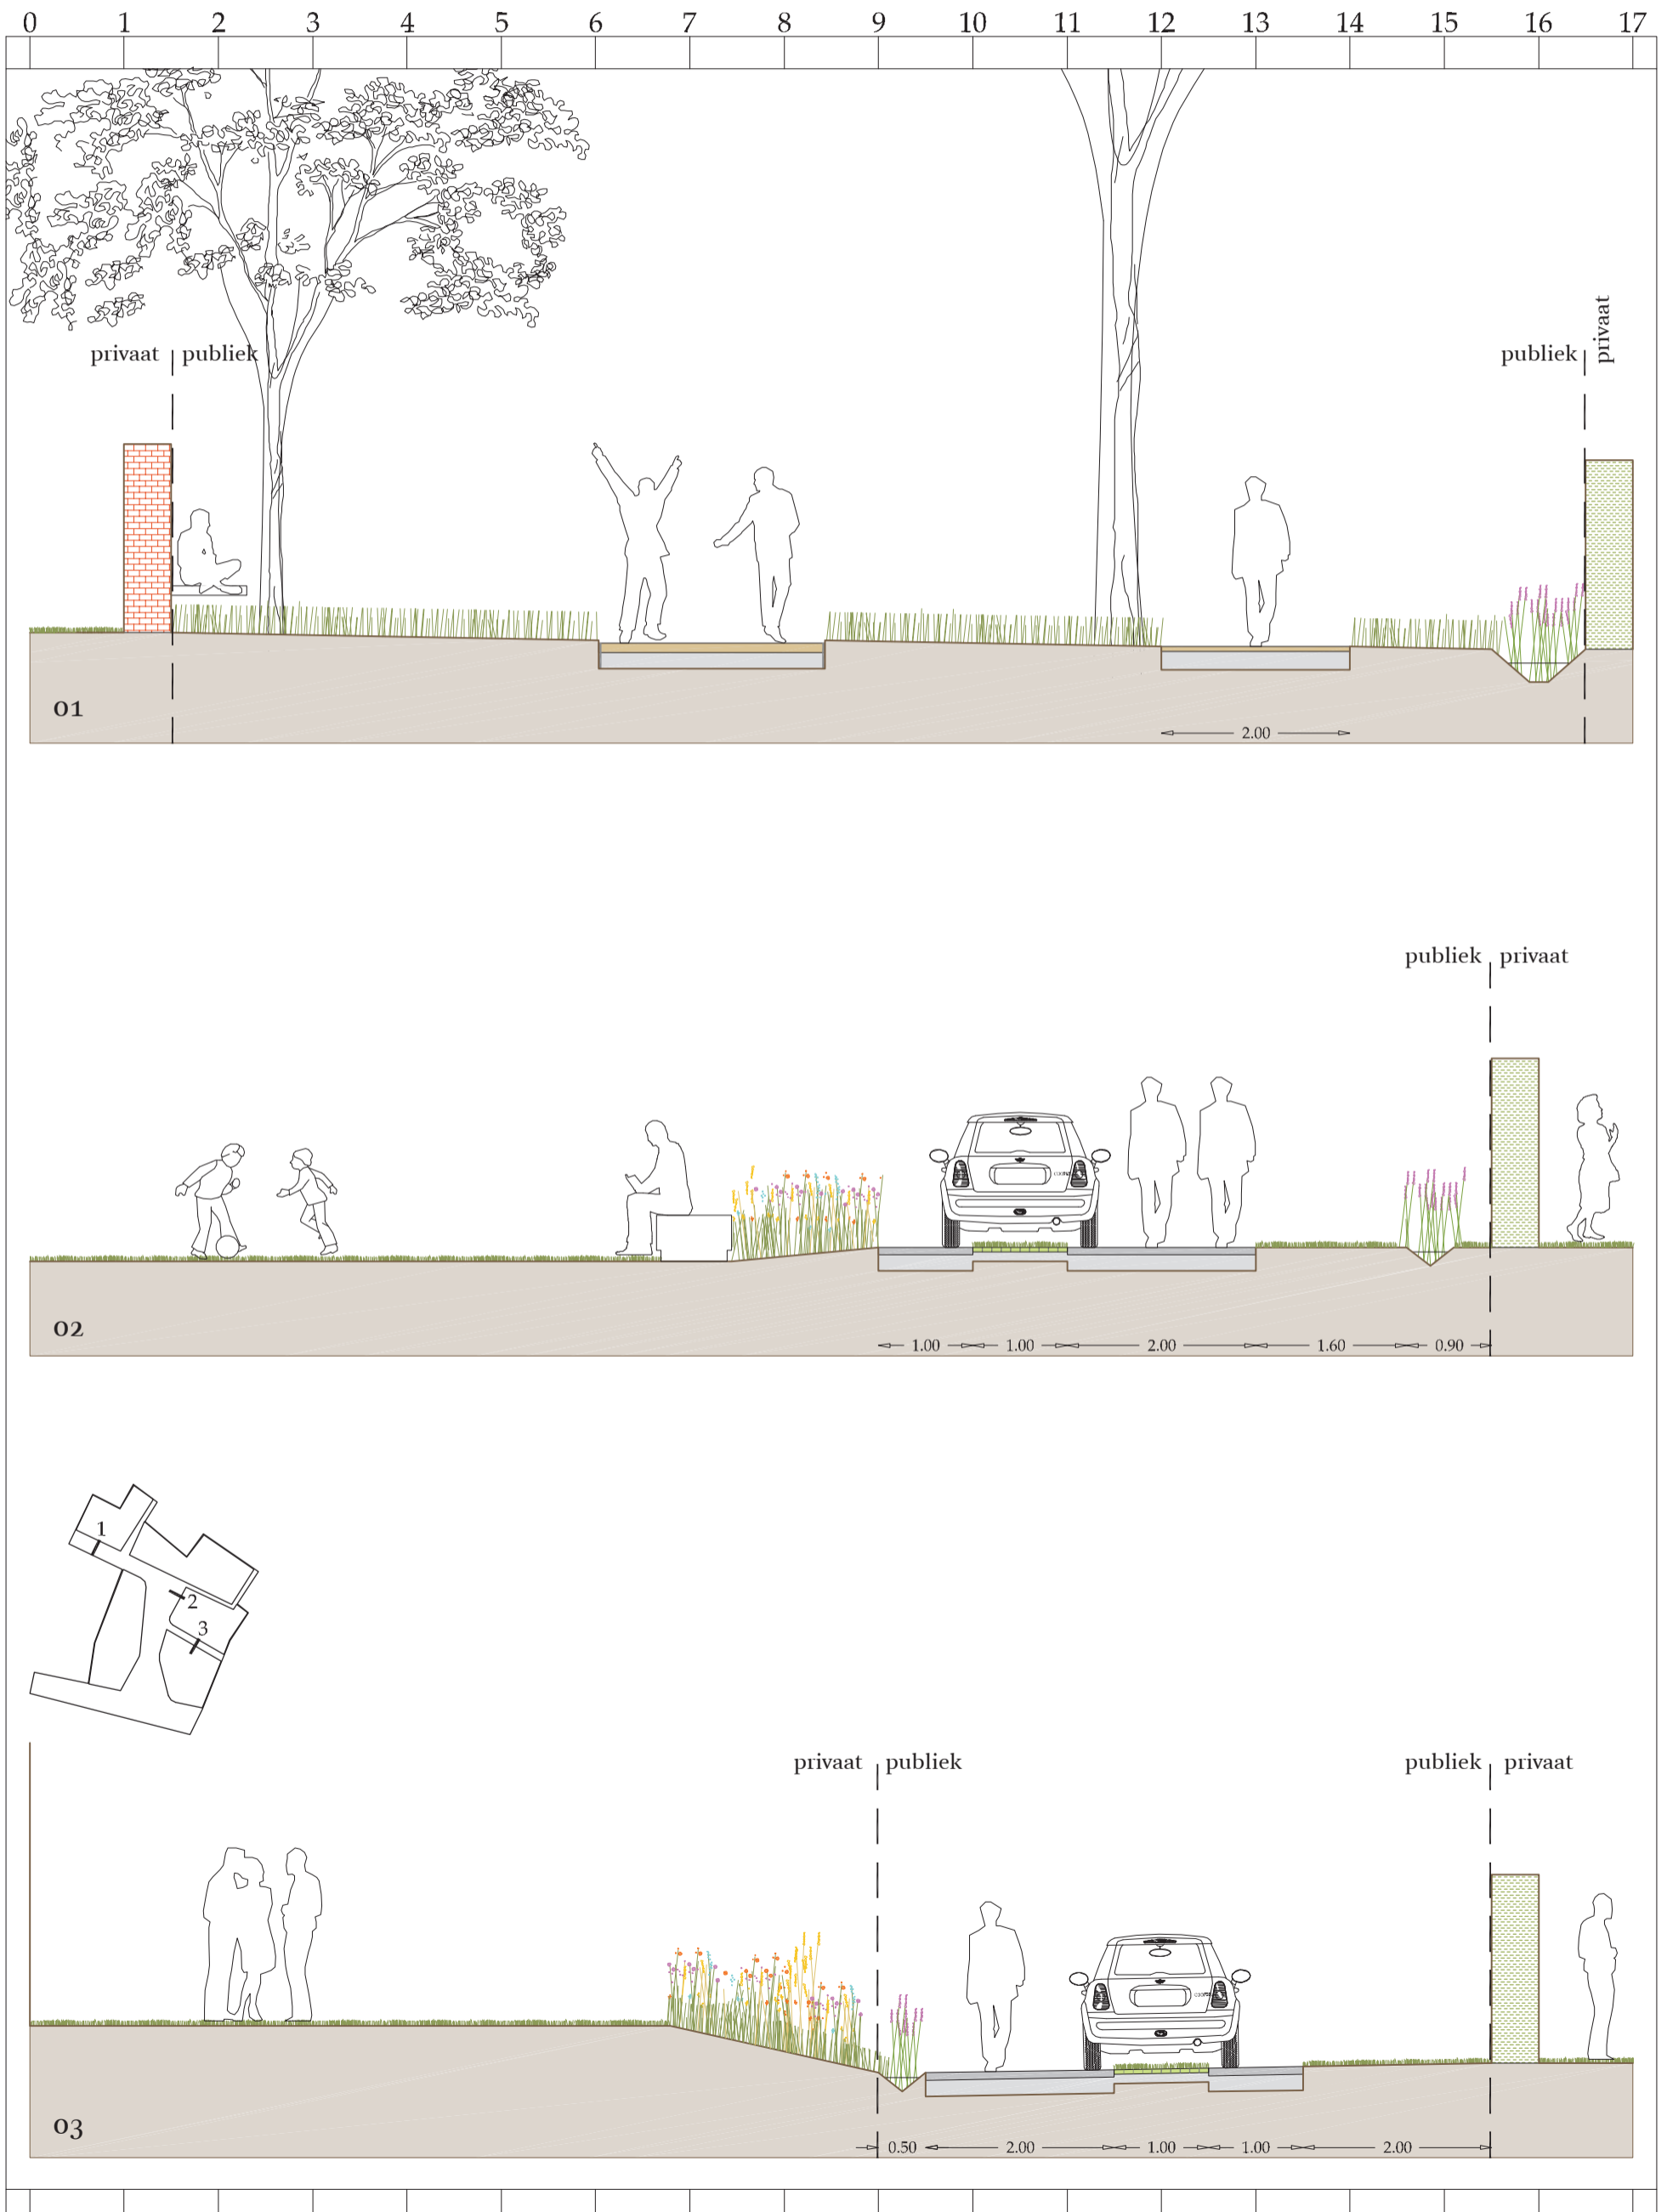 0 1 2 3 4 5 6 7 8 9 10 11 12 13 14 15 16 17
privaat publiek
publiek privaat
01
2.00
publiek privaat
02
1.00 1.00 2.00 1.60 0.90
1
2
3
privaat publiek
publiek privaat
03
0.50 2.00 1.00 1.00 2.00